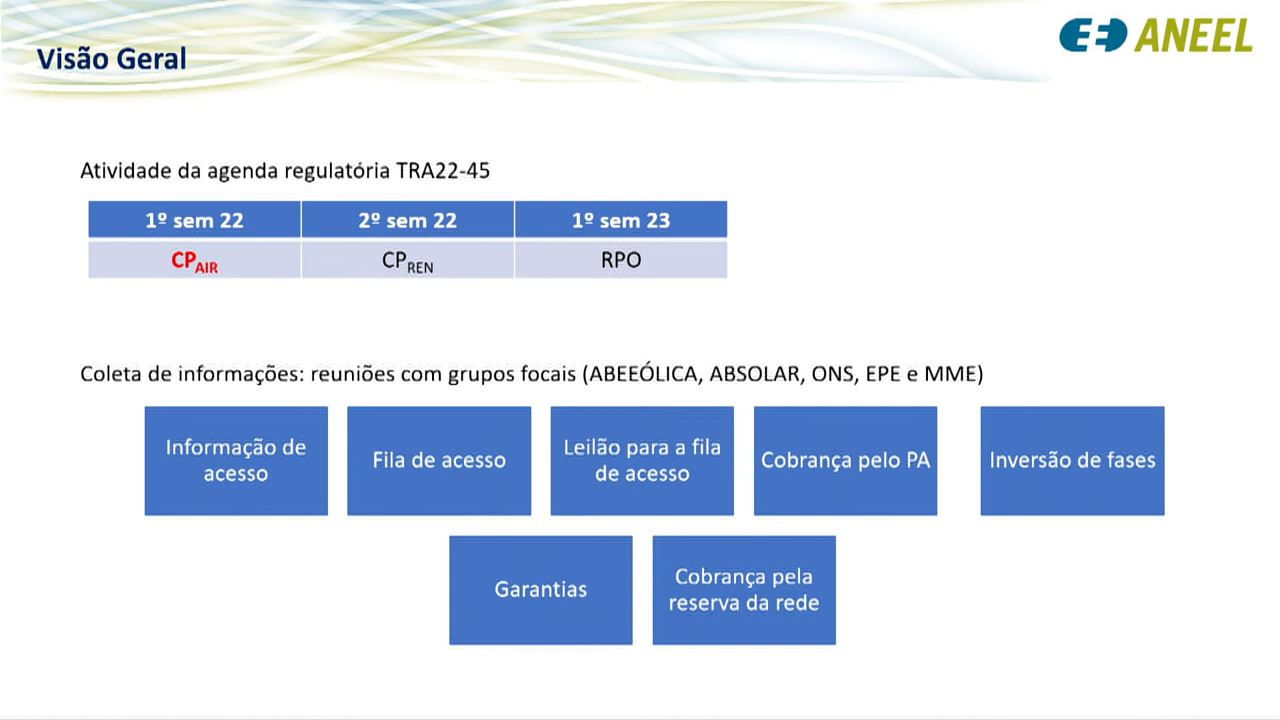 Visão Geral
ANEEL
Atividade da agenda regulatória TRA22-45
1º sem 22 2º sem 22 1º sem 23
CPAIR CPREN RPO
Coleta de informações: reuniões com grupos focais (ABEEÓLICA, ABSOLAR, ONS, EPE e MME)
Informação de
acesso
Fila de acesso
Leilão para a fila
de acesso
Cobrança pelo PA
Inversão de fases
Garantias
Cobrança pela
reserva da rede